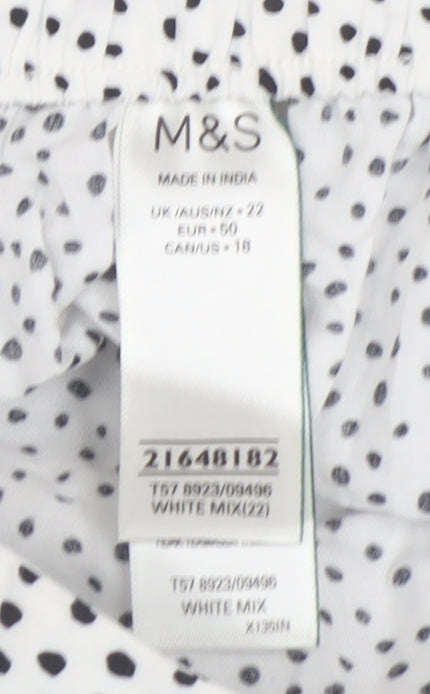 M&S
MADE IN INDIA
UK/AUS/NZ • 22
EUR • 50
CAN/US • 18
21648182
T57 8923/09496
WHITE MIX(22)
T57 8923/09496
WHITE MIX
X135IN